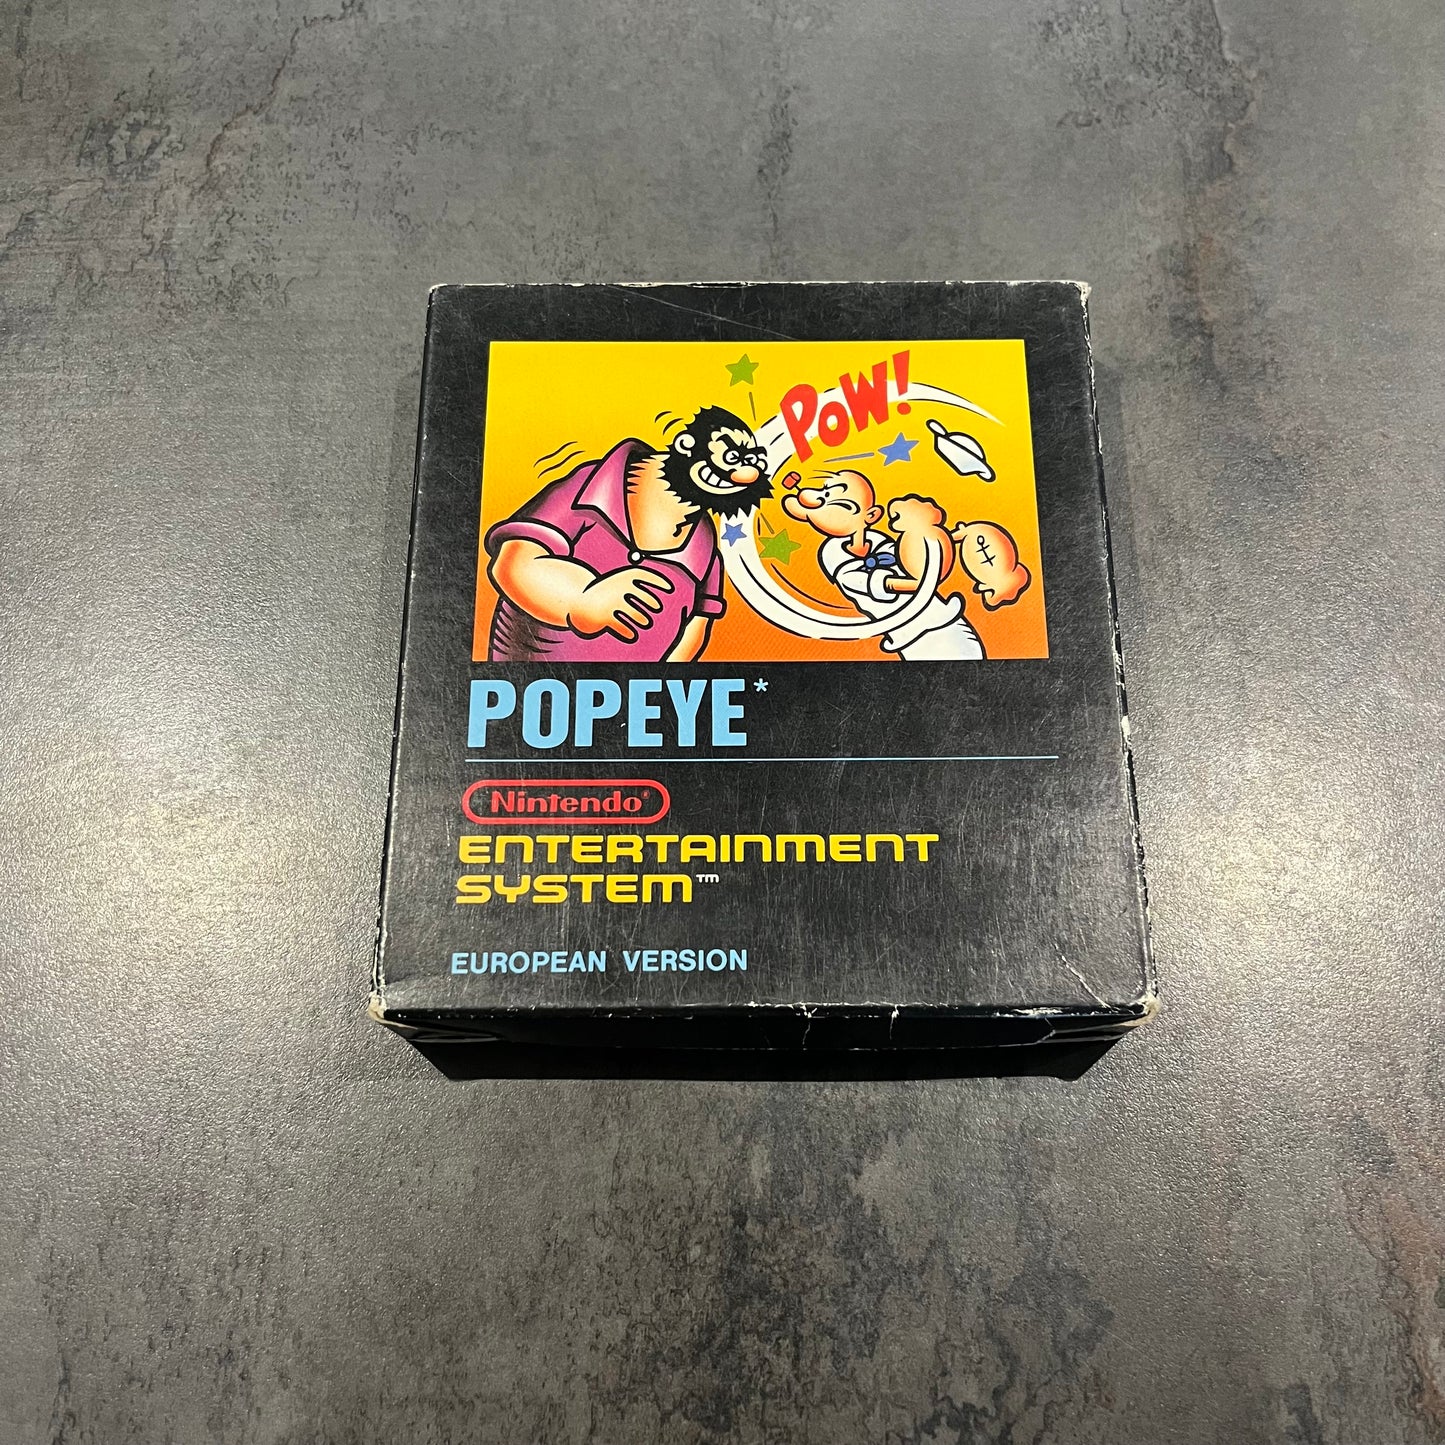 POW!
POPEYE*
Nintendo®
ENTERTAINMENT
SYSTEM™
EUROPEAN VERSION